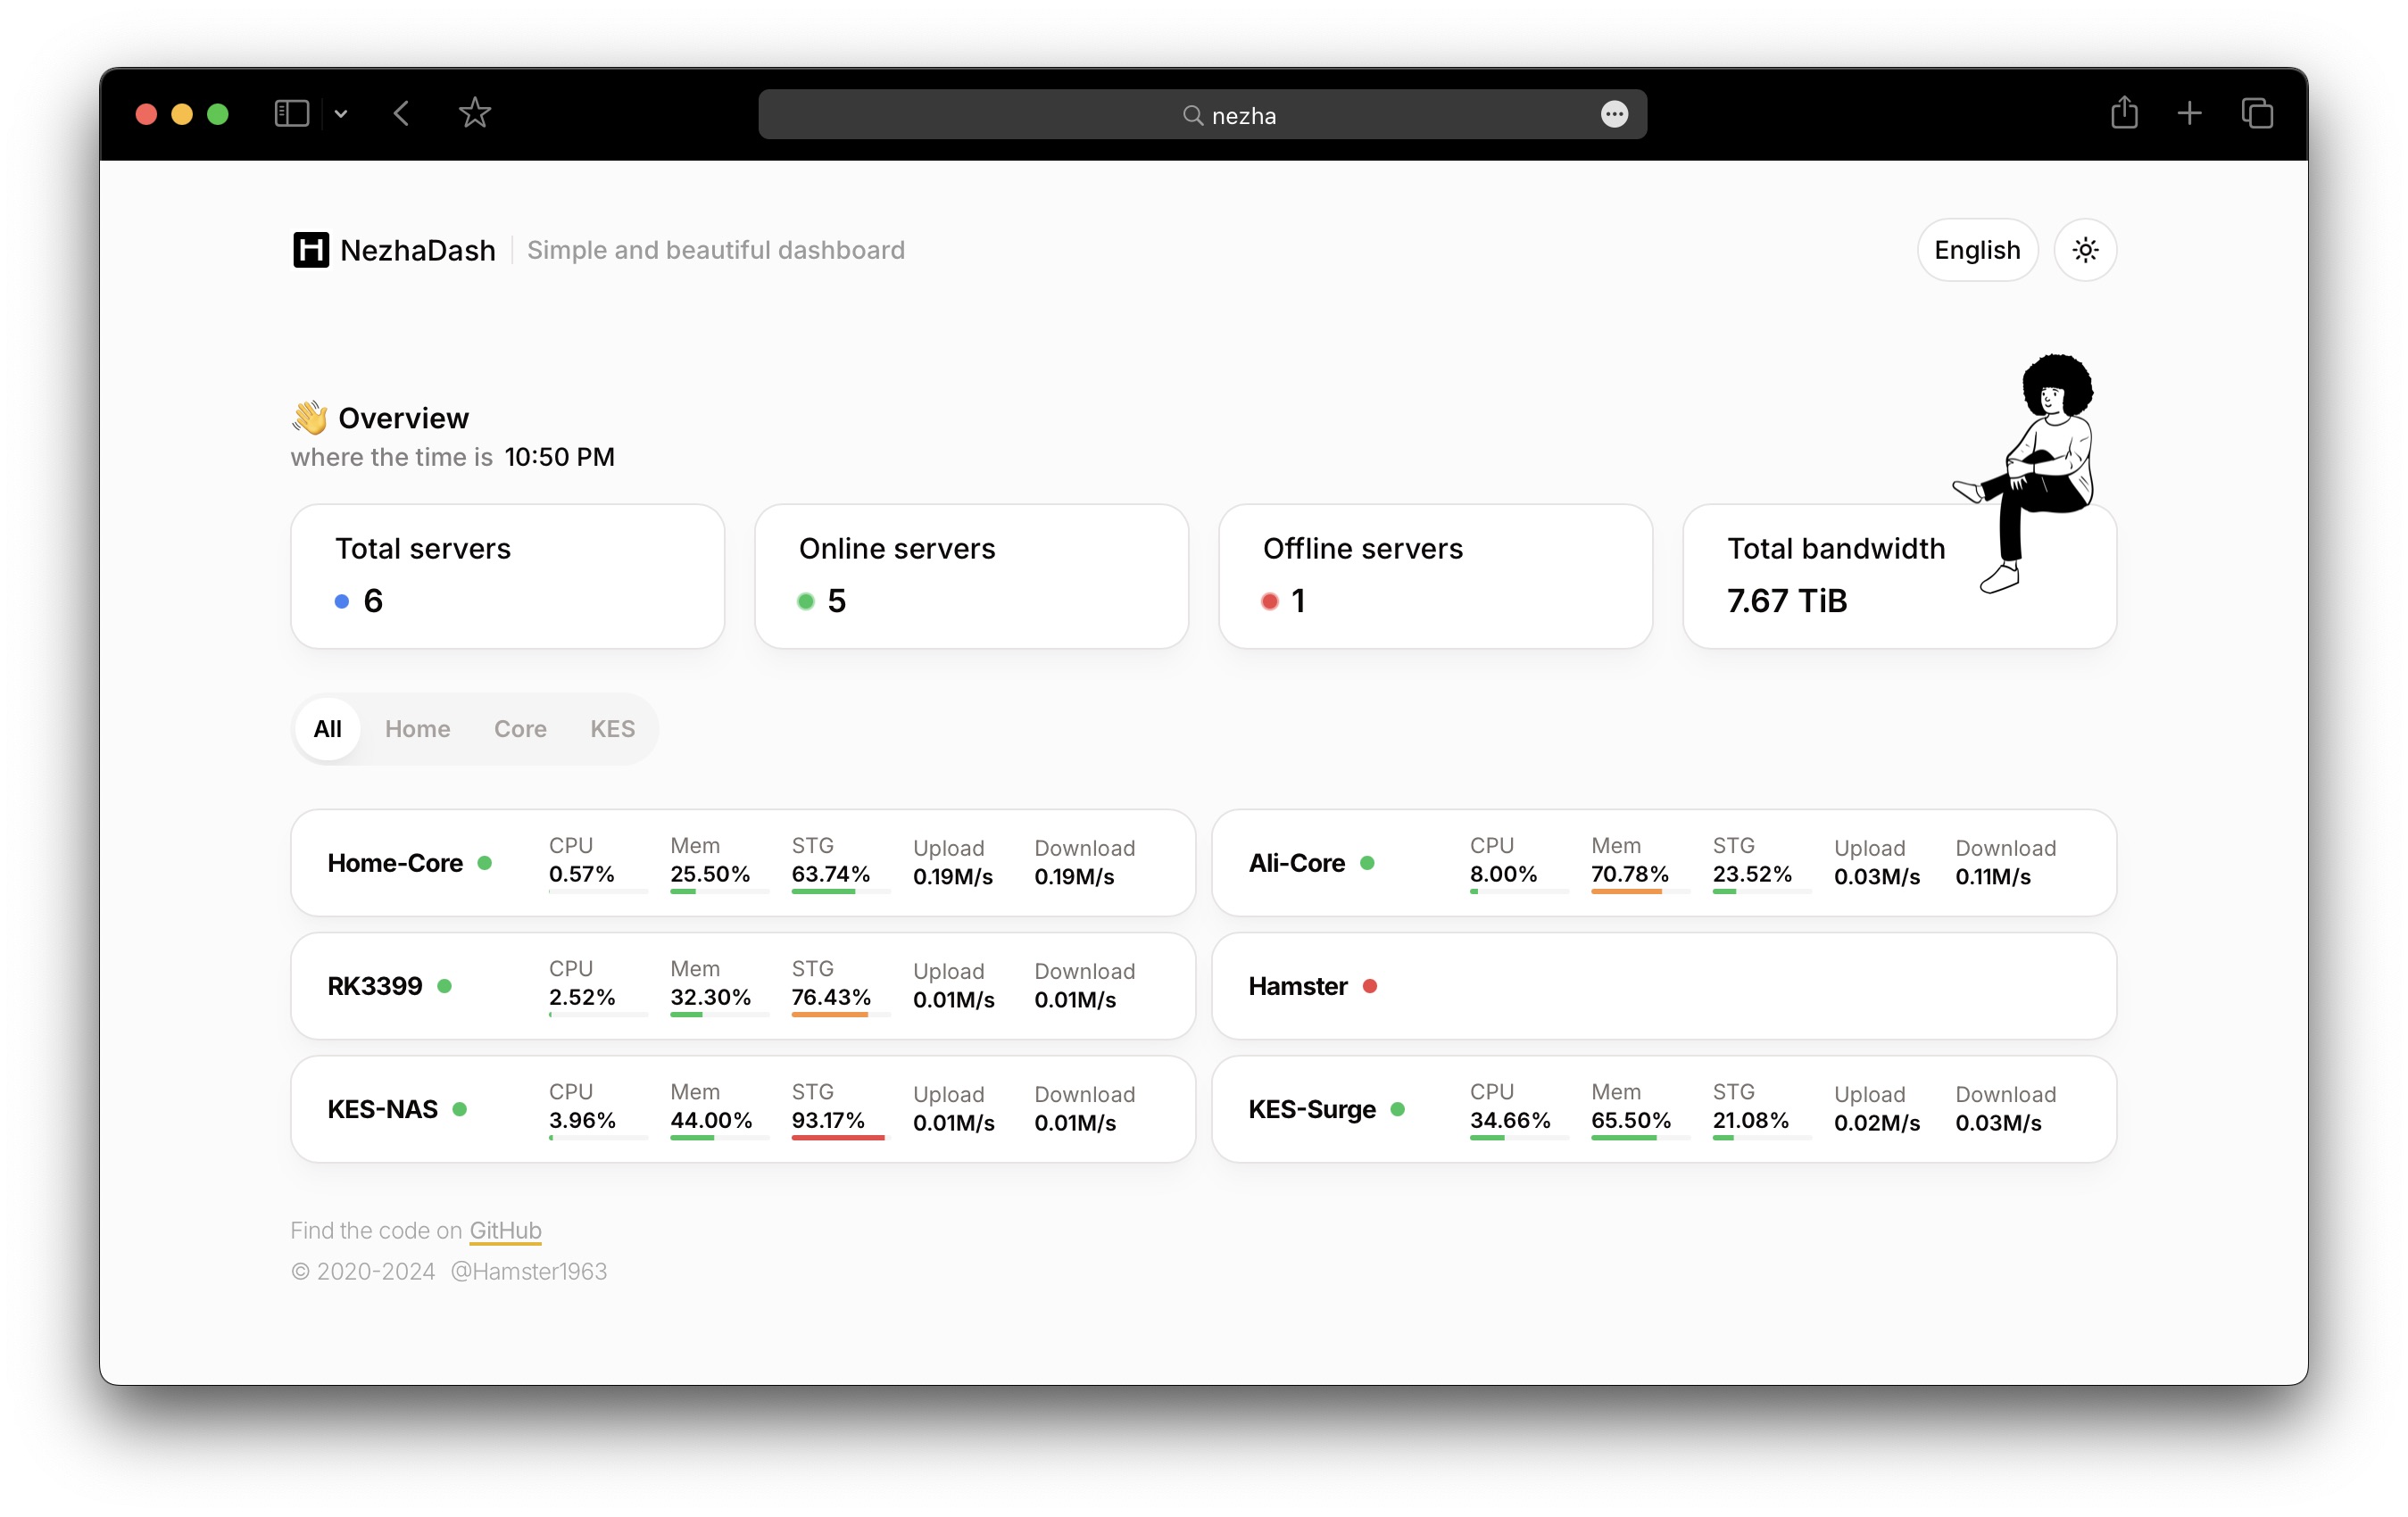 nezha
H NezhaDash Simple and beautiful dashboard English
👋 Overview
where the time is 10:50 PM
Total servers
6
Online servers
5
Offline servers
1
Total bandwidth
7.67 TiB
All Home Core KES
Home-Core
CPU Mem STG Upload Download
0.57% 25.50% 63.74% 0.19M/s 0.19M/s
Ali-Core
CPU Mem STG Upload Download
8.00% 70.78% 23.52% 0.03M/s 0.11M/s
RK3399
CPU Mem STG Upload Download
2.52% 32.30% 76.43% 0.01M/s 0.01M/s
Hamster
KES-NAS
CPU Mem STG Upload Download
3.96% 44.00% 93.17% 0.01M/s 0.01M/s
KES-Surge
CPU Mem STG Upload Download
34.66% 65.50% 21.08% 0.02M/s 0.03M/s
Find the code on GitHub
© 2020-2024 @Hamster1963